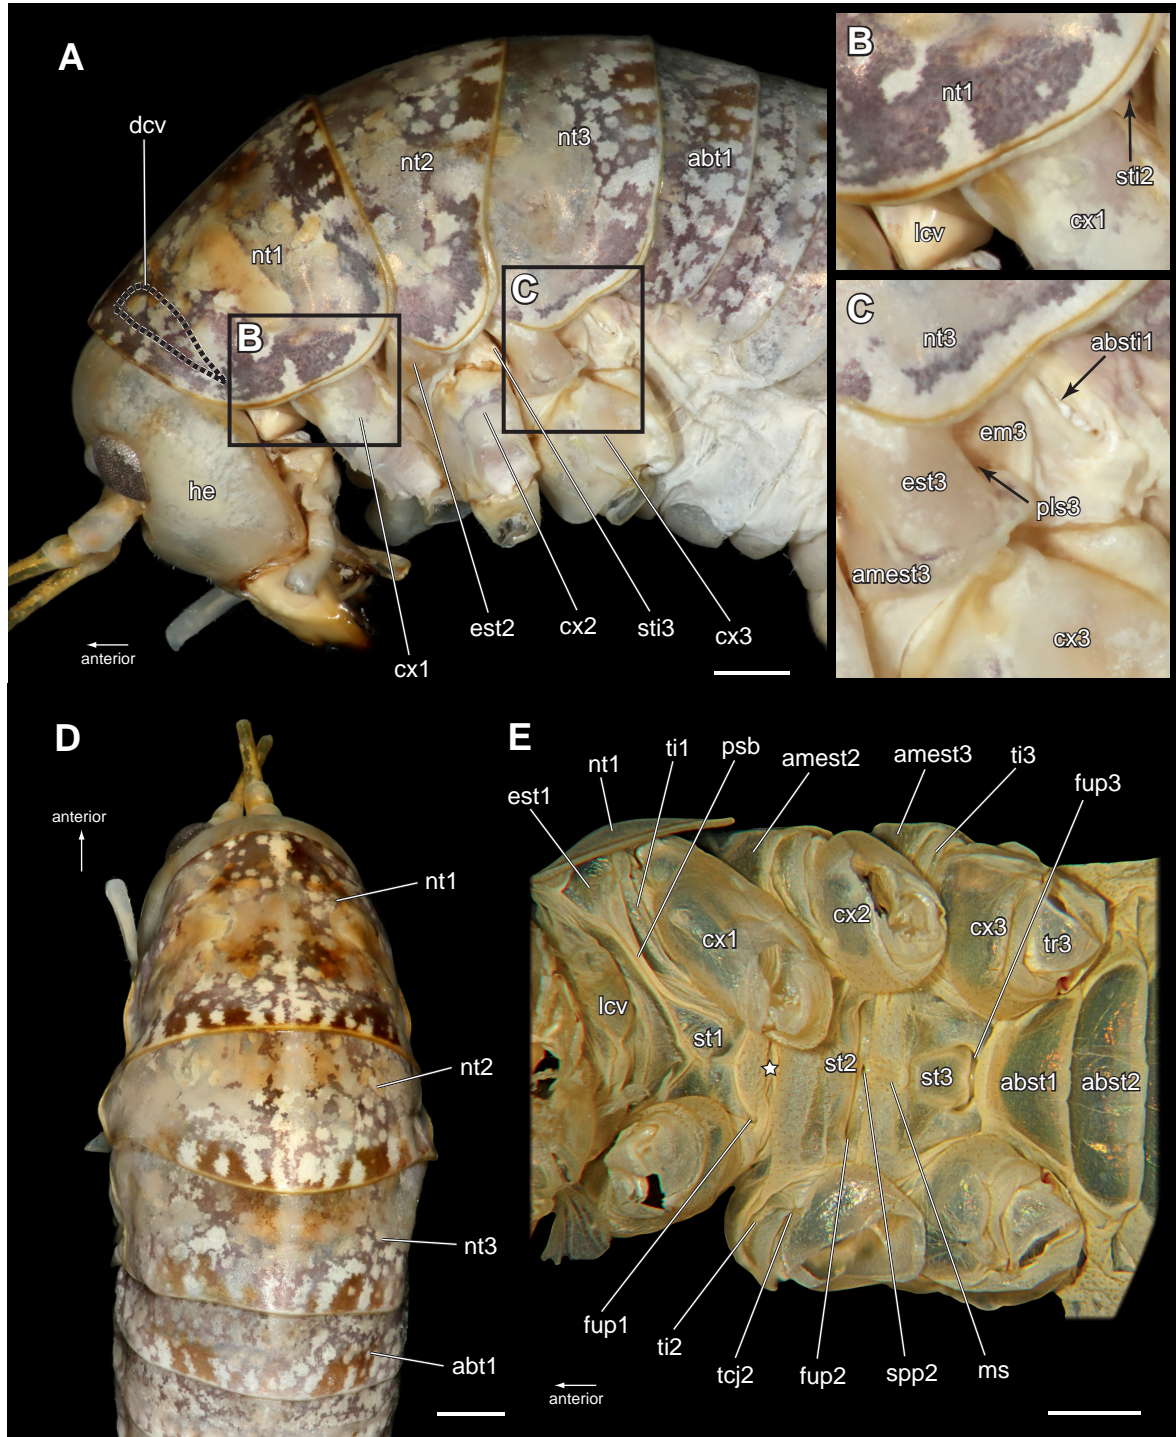 A
dcv
nt1
nt2
nt3
abt1
B
C
he
est2
cx2
sti3
cx3
cx1
anterior
B
nt1
sti2
lcv
cx1
C
nt3
absti1
em3
est3
pls3
amest3
cx3
D
anterior
nt1
nt2
nt3
abt1
E
est1
nt1
ti1
psb
amest2
amest3
ti3
fup3
cx1
cx2
cx3
tr3
lcv
st1
st2
st3
abst1
abst2
fup1
ti2
tcj2
fup2
spp2
ms
anterior